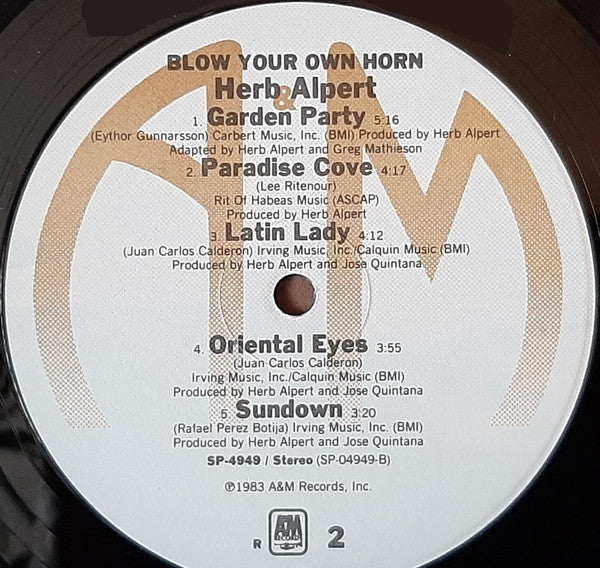 BLOW YOUR OWN HORN
Herb Alpert
&
1. Garden Party 5:16
(Eythor Gunnarsson) Carbert Music, Inc. (BMI) Produced by Herb Alpert
Adapted by Herb Alpert and Greg Mathieson
2. Paradise Cove 4:17
(Lee Ritenour)
Rit Of Habeas Music (ASCAP)
Produced by Herb Alpert
3. Latin Lady 4:12
(Juan Carlos Calderon) Irving Music, Inc./Calquin Music (BMI)
Produced by Herb Alpert and Jose Quintana
4. Oriental Eyes 3:55
(Juan Carlos Calderon)
Irving Music, Inc./Calquin Music (BMI)
Produced by Herb Alpert and Jose Quintana
5. Sundown 3:20
(Rafael Perez Botija) Irving Music, Inc. (BMI)
Produced by Herb Alpert and Jose Quintana
SP-4949 / Stereo (SP-04949-B)
℗1983 A&M Records, Inc.
R A&M RECORDS 2